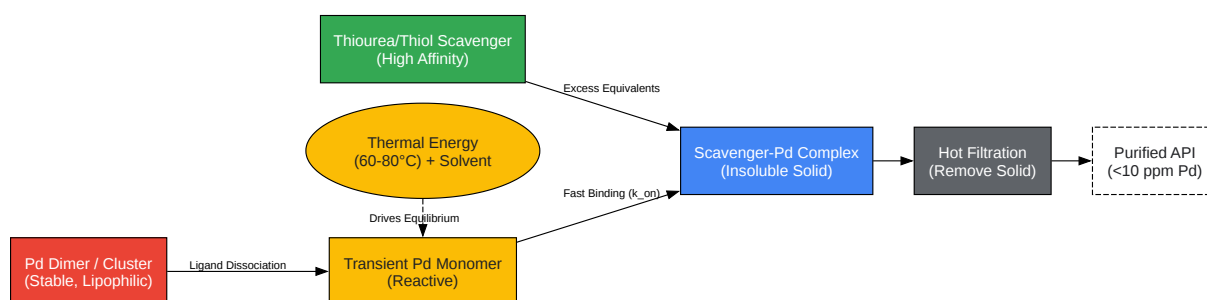 Thiourea/Thiol Scavenger
(High Affinity)
Excess Equivalents
Thermal Energy
(60-80°C) + Solvent
Scavenger-Pd Complex
(Insoluble Solid)
Hot Filtration
(Remove Solid)
Purified API
(<10 ppm Pd)
Fast Binding (k_on)
Drives Equilibrium
Pd Dimer / Cluster
(Stable, Lipophilic)
Ligand Dissociation
Transient Pd Monomer
(Reactive)